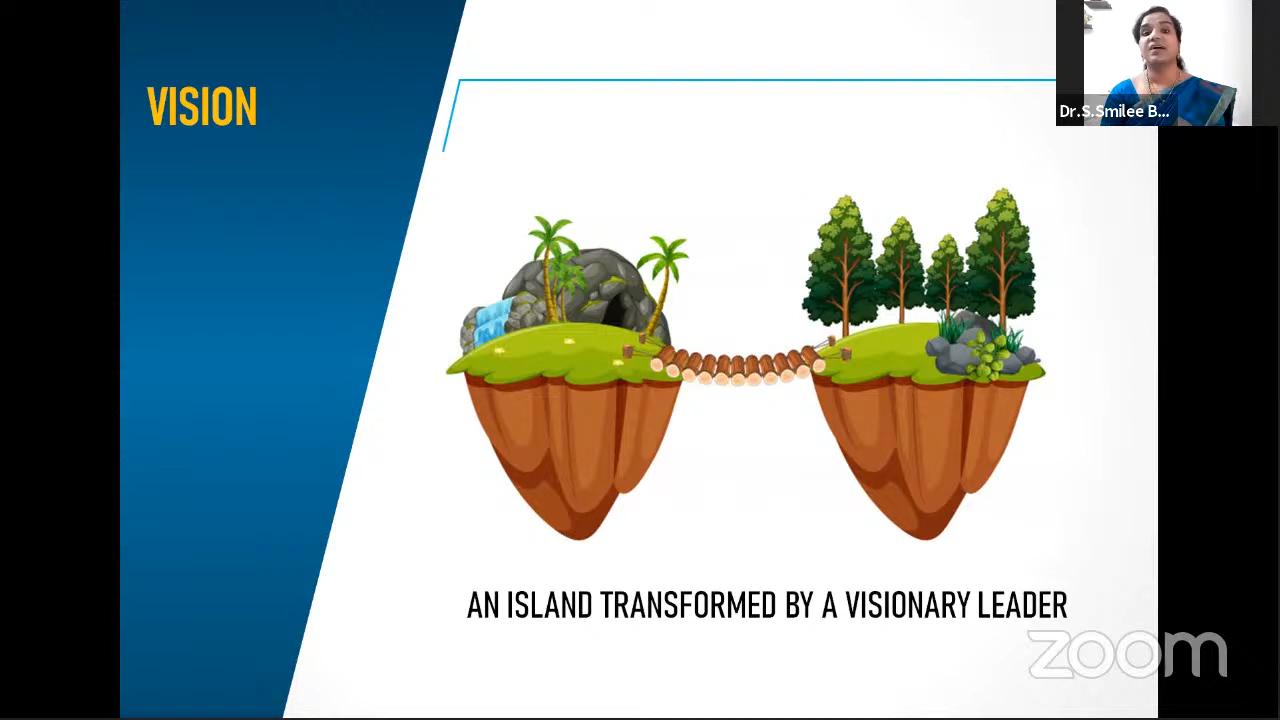 VISION
Dr.S.Smilee B...
AN ISLAND TRANSFORMED BY A VISIONARY LEADER
zoom